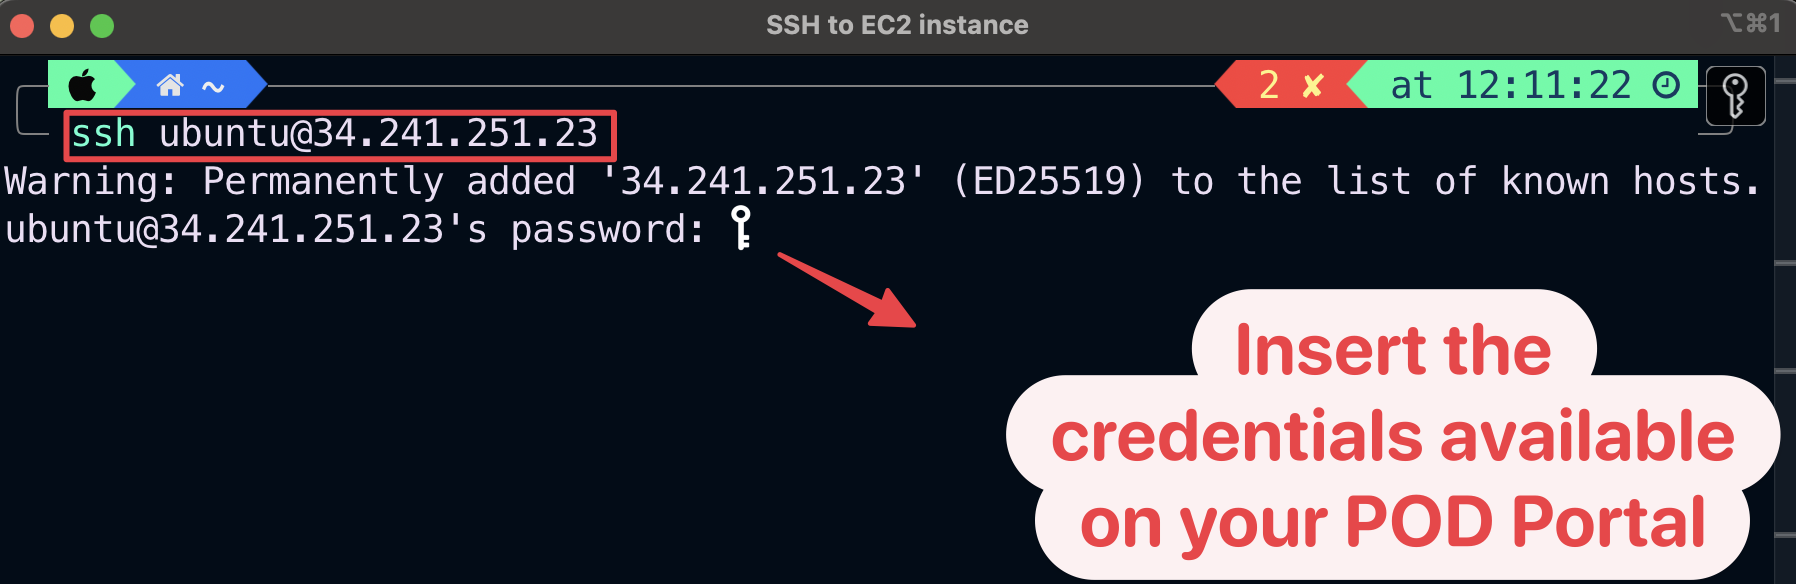 SSH to EC2 instance
⌥⌘1
~
2 ✘
at 12:11:22
ssh ubuntu@34.241.251.23
Warning: Permanently added '34.241.251.23' (ED25519) to the list of known hosts.
ubuntu@34.241.251.23's password:
Insert the
credentials available
on your POD Portal